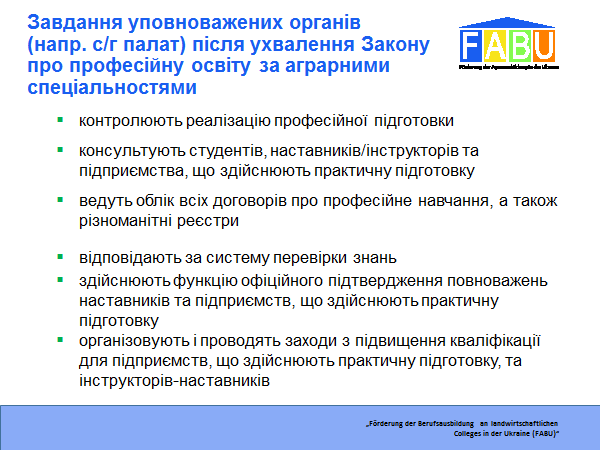 Завдання уповноважених органів
(напр. с/г палат) після ухвалення Закону
про професійну освіту за аграрними
спеціальностями
FABU
▪ контролюють реалізацію професійної підготовки
▪ консультують студентів, наставників/інструкторів та
підприємства, що здійснюють практичну підготовку
▪ ведуть облік всіх договорів про професійне навчання, а також
різноманітні реєстри
▪ відповідають за систему перевірки знань
▪ здійснюють функцію офіційного підтвердження повноважень
наставників та підприємств, що здійснюють практичну
підготовку
▪ організовують і проводять заходи з підвищення кваліфікації
для підприємств, що здійснюють практичну підготовку, та
інструкторів-наставників
„Förderung der Berufsausbildung an landwirtschaftlichen
Colleges in der Ukraine (FABU)“